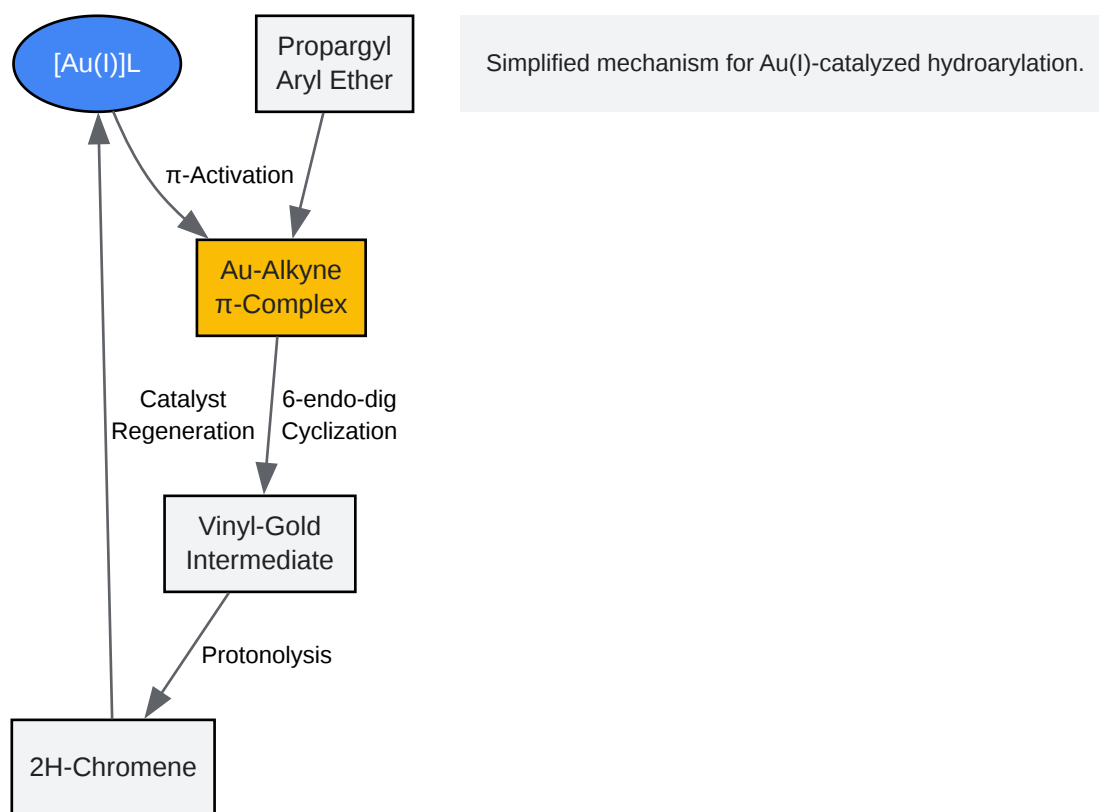 [Au(I)]L
Propargyl
Aryl Ether
Simplified mechanism for Au(I)-catalyzed hydroarylation.
π-Activation
Au-Alkyne
π-Complex
Catalyst
Regeneration
6-endo-dig
Cyclization
Vinyl-Gold
Intermediate
Protonolysis
2H-Chromene